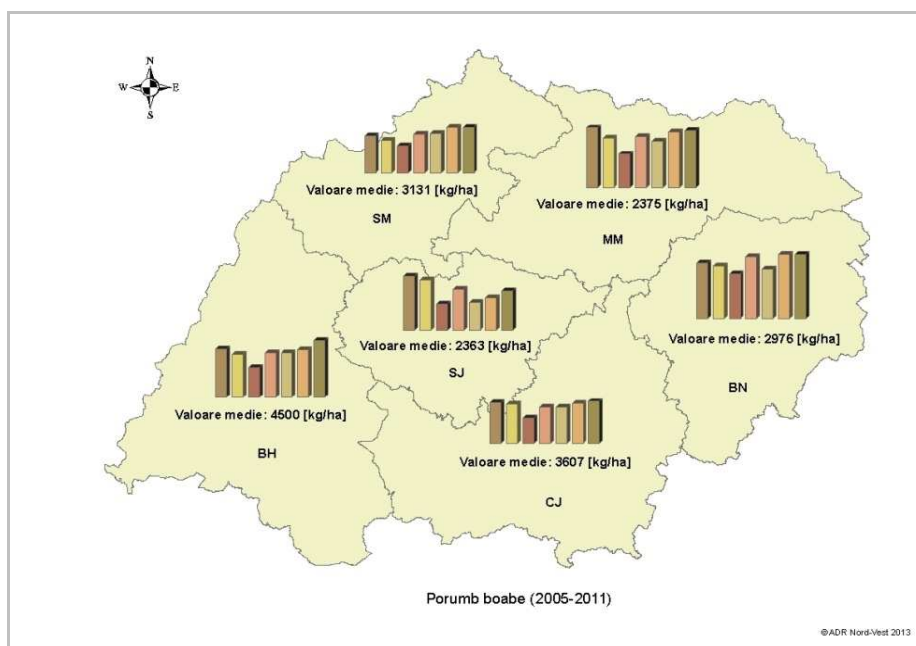 N
W E
S
Valoare medie: 3131 [kg/ha]
SM
Valoare medie: 2375 [kg/ha]
MM
Valoare medie: 2976 [kg/ha]
BN
Valoare medie: 2363 [kg/ha]
SJ
Valoare medie: 4500 [kg/ha]
BH
Valoare medie: 3607 [kg/ha]
CJ
Porumb boabe (2005-2011)
©ADR Nord-Vest 2013